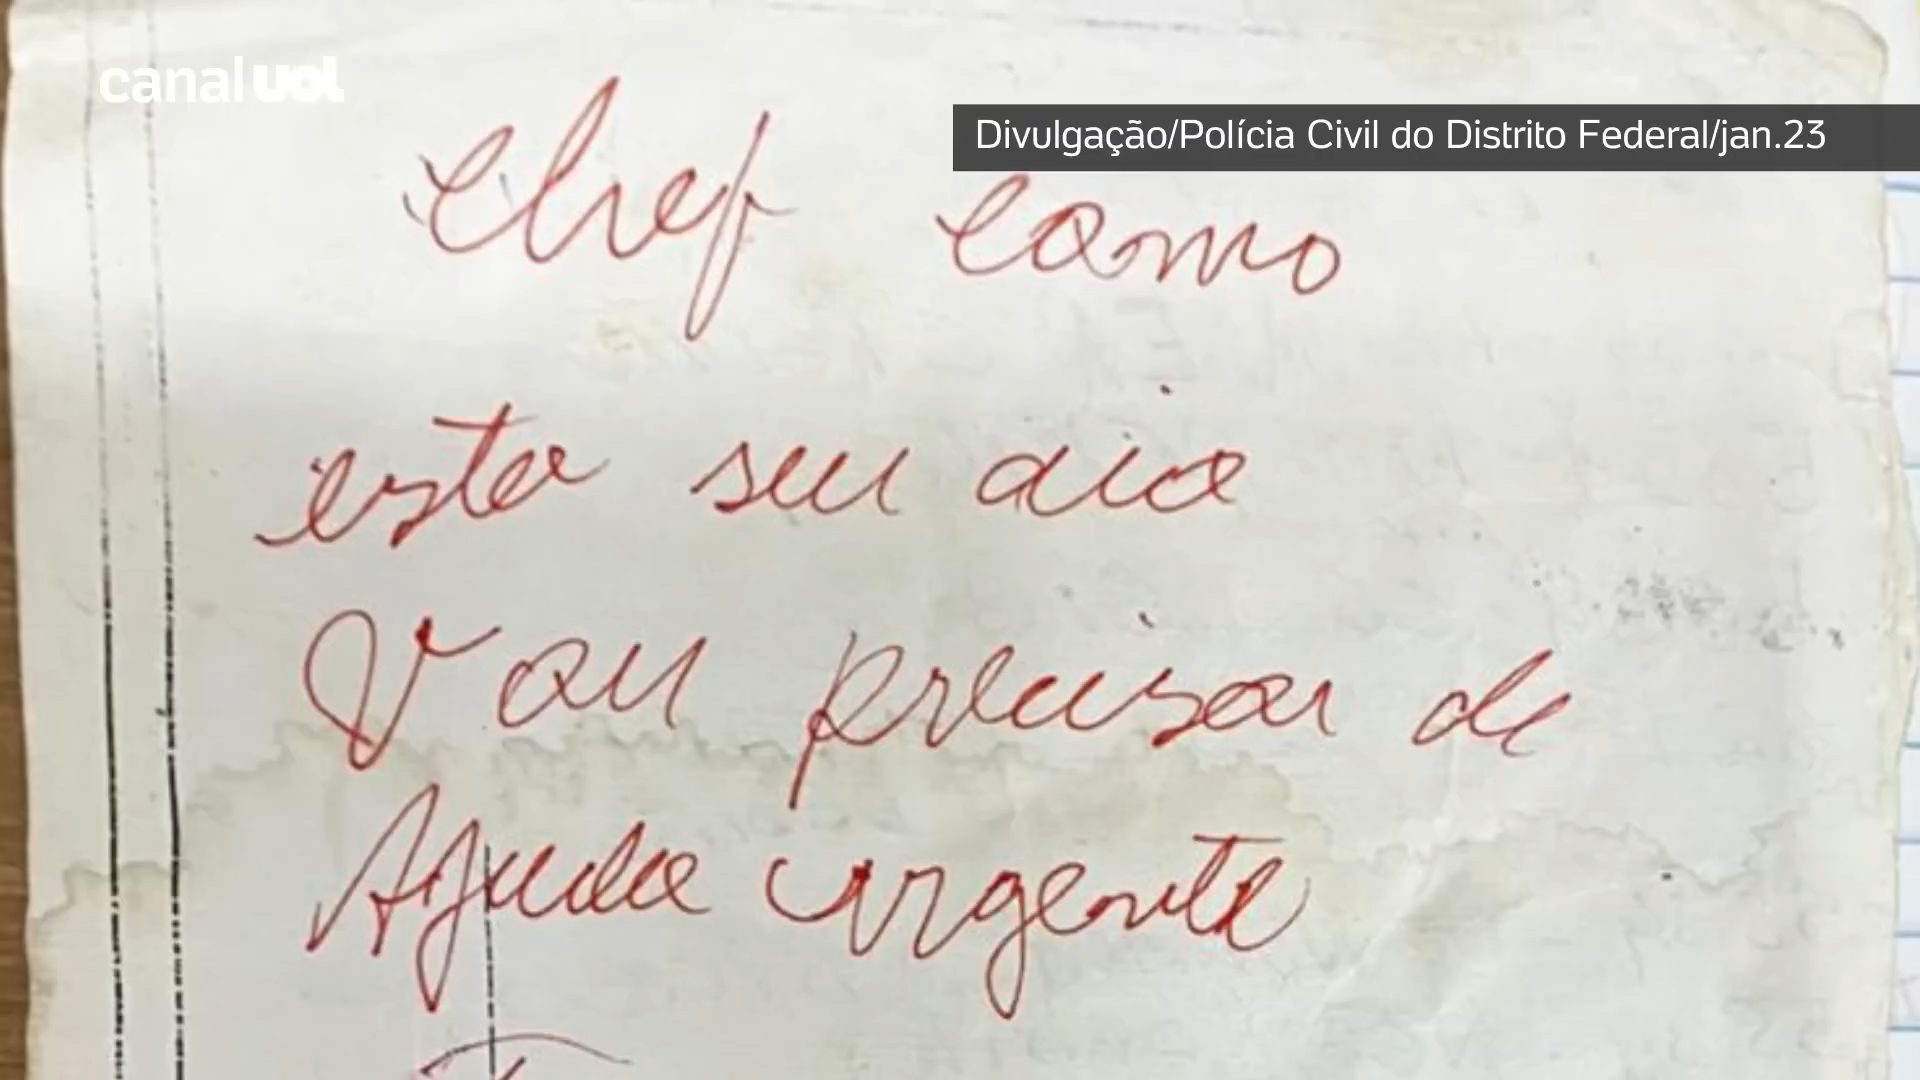 canal uol
Divulgação/Polícia Civil do Distrito Federal/jan.23
Chef como
esta seu dia
Vou precisar de
Ajuda urgente